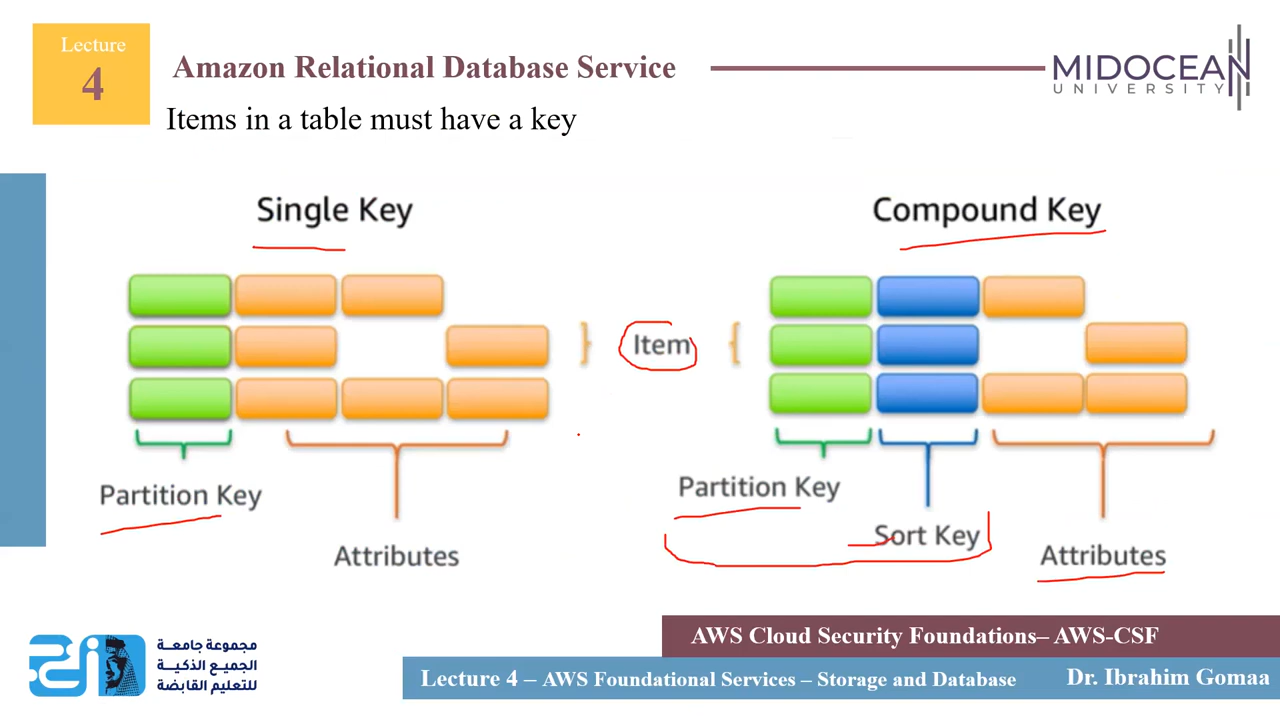 Lecture
4
Amazon Relational Database Service
MIDOCEAN
UNIVERSITY
Items in a table must have a key
Single Key
Compound Key
Item
Partition Key
Attributes
Partition Key
Sort Key
Attributes
مجموعة جامعة
الجميع الذكية
للتعليم القابضة
AWS Cloud Security Foundations– AWS-CSF
Lecture 4 – AWS Foundational Services – Storage and Database
Dr. Ibrahim Gomaa